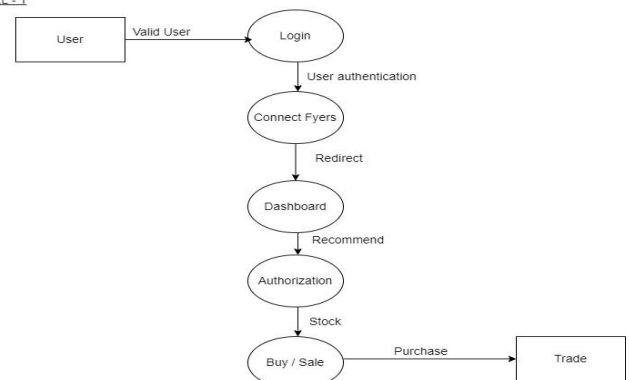 User
Valid User
Login
User authentication
Connect Fyers
Redirect
Dashboard
Recommend
Authorization
Stock
Buy / Sale
Purchase
Trade